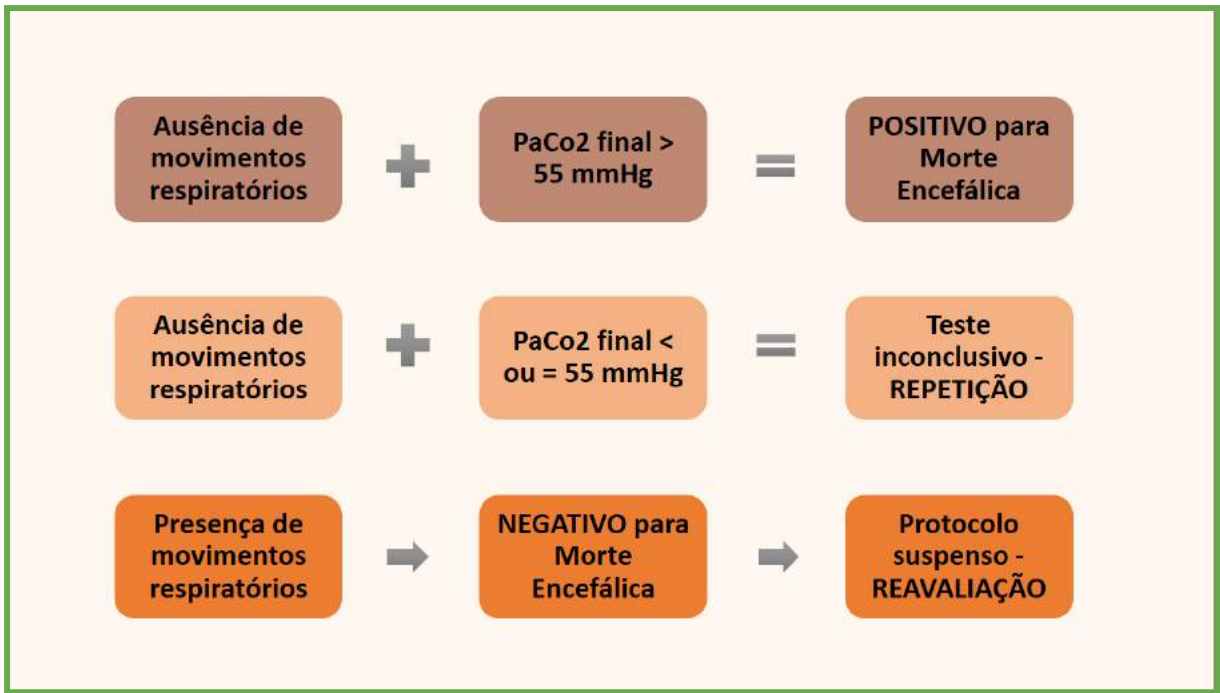 Ausência de
movimentos
respiratórios
PaCo2 final >
55 mmHg
POSITIVO para
Morte
Encefálica
Ausência de
movimentos
respiratórios
PaCo2 final <
ou = 55 mmHg
Teste
inconclusivo -
REPETIÇÃO
Presença de
movimentos
respiratórios
NEGATIVO para
Morte
Encefálica
Protocolo
suspenso -
REAVALIAÇÃO